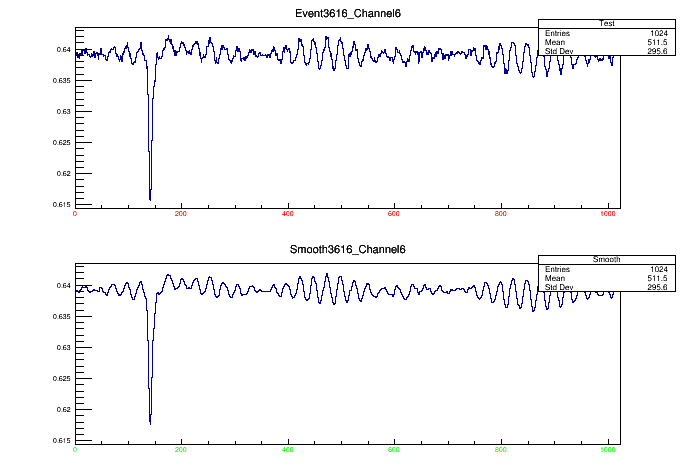 Event3616_Channel6
Test
Entries 1024
Mean 511.5
Std Dev 295.6
0.64
0.635
0.63
0.625
0.62
0.615
0 200 400 600 800 1000
Smooth3616_Channel6
Smooth
Entries 1024
Mean 511.5
Std Dev 295.6
0.64
0.635
0.63
0.625
0.62
0.615
0 200 400 600 800 1000